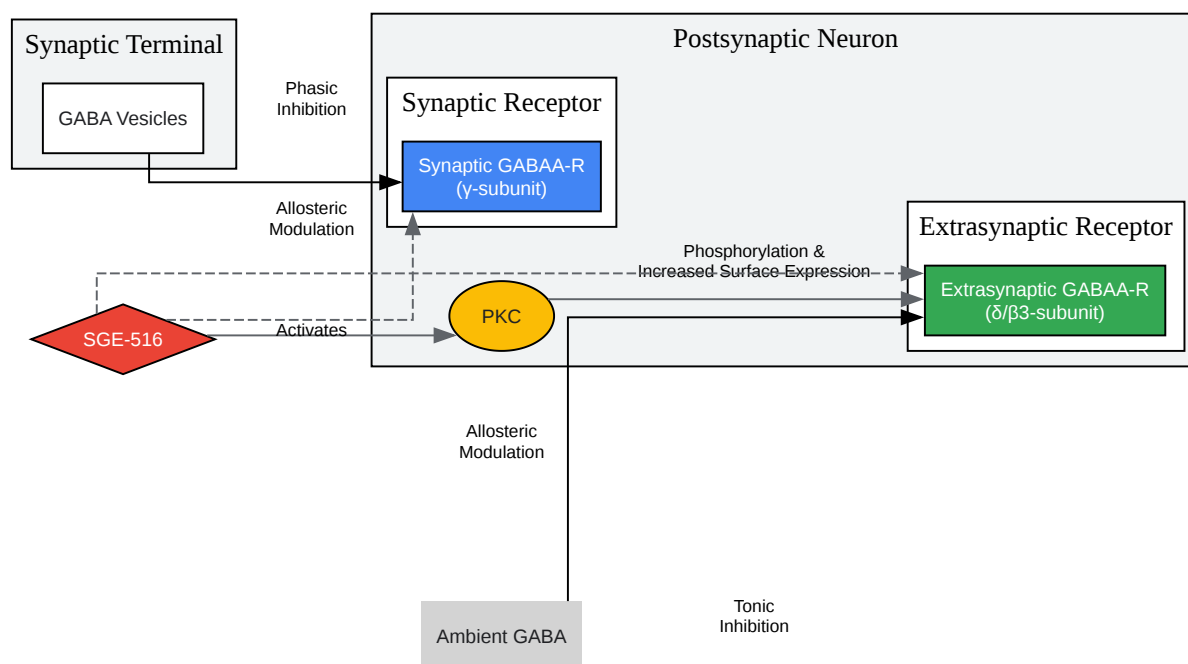 Synaptic Terminal
GABA Vesicles
Phasic
Inhibition
Postsynaptic Neuron
Synaptic Receptor
Synaptic GABAA-R
(γ-subunit)
Allosteric
Modulation
Extrasynaptic Receptor
Extrasynaptic GABAA-R
(δ/β3-subunit)
Phosphorylation &
Increased Surface Expression
SGE-516
Activates
PKC
Allosteric
Modulation
Ambient GABA
Tonic
Inhibition